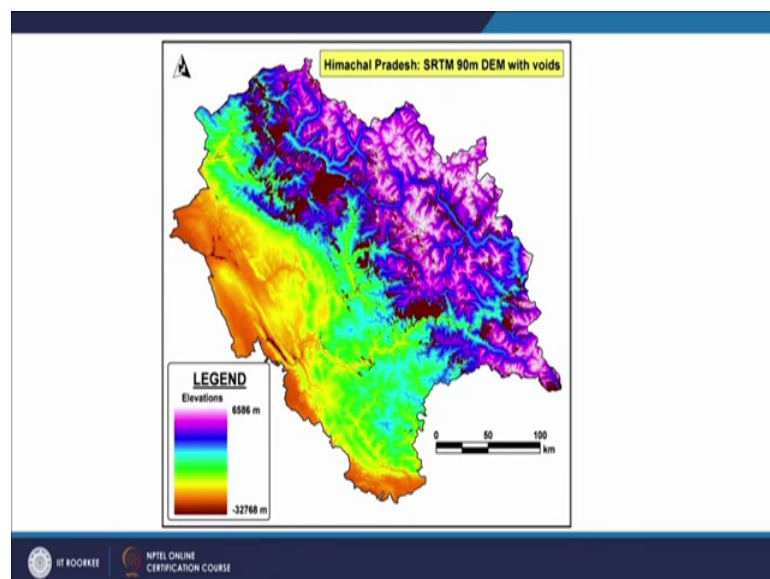 Himachal Pradesh: SRTM 90m DEM with voids
LEGEND
Elevations
6586 m
-32768 m
0 50 100
km
IIT ROORKEE
NPTEL ONLINE
CERTIFICATION COURSE